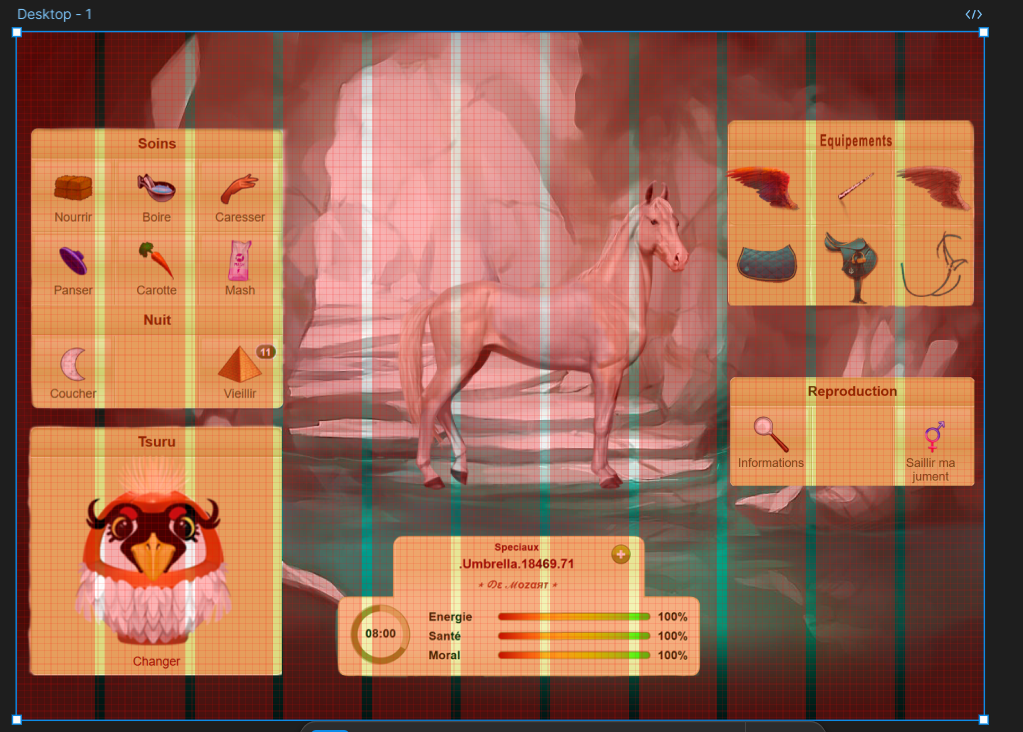 Desktop - 1
</>
Soins
Nourrir Boire Caresser
Panser Carotte Mash
Nuit
11
Coucher Vieillir
Tsuru
Changer
Equipements
Reproduction
Informations Saillir ma
jument
Speciaux
.Umbrella.18469.71
+
⋆ De Mozart ⋆
08:00
Energie 100%
Santé 100%
Moral 100%